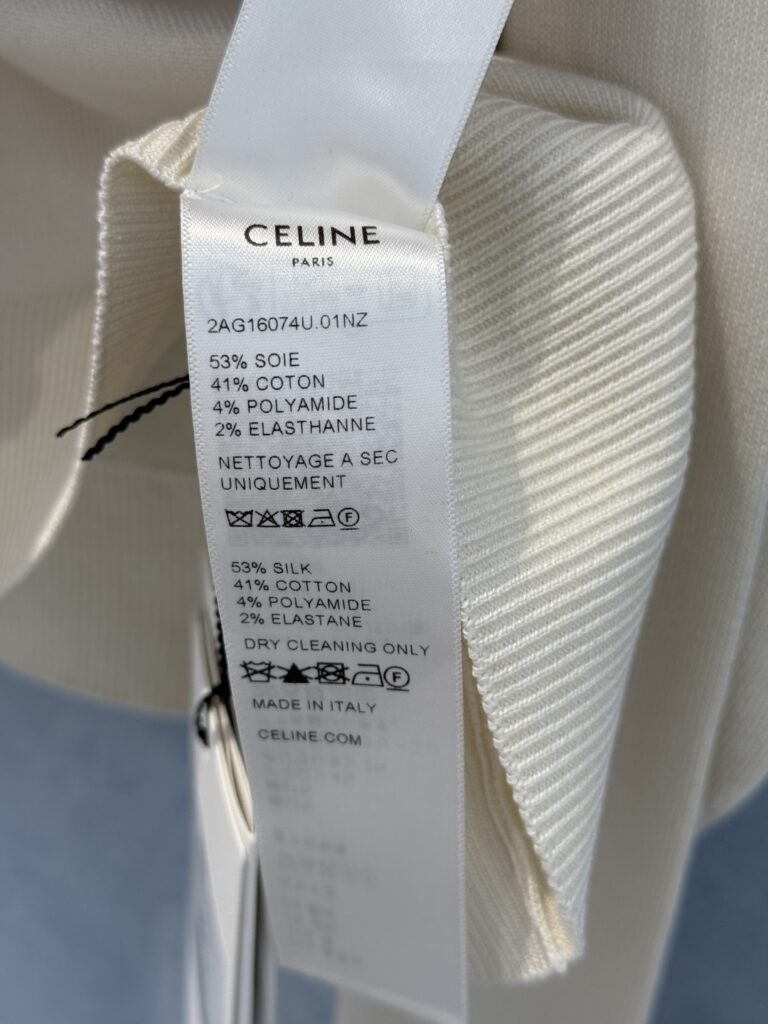 CELINE
PARIS
2AG16074U.01NZ
53% SOIE
41% COTON
4% POLYAMIDE
2% ELASTHANNE
NETTOYAGE A SEC
UNIQUEMENT
F
53% SILK
41% COTTON
4% POLYAMIDE
2% ELASTANE
DRY CLEANING ONLY
F
MADE IN ITALY
CELINE.COM